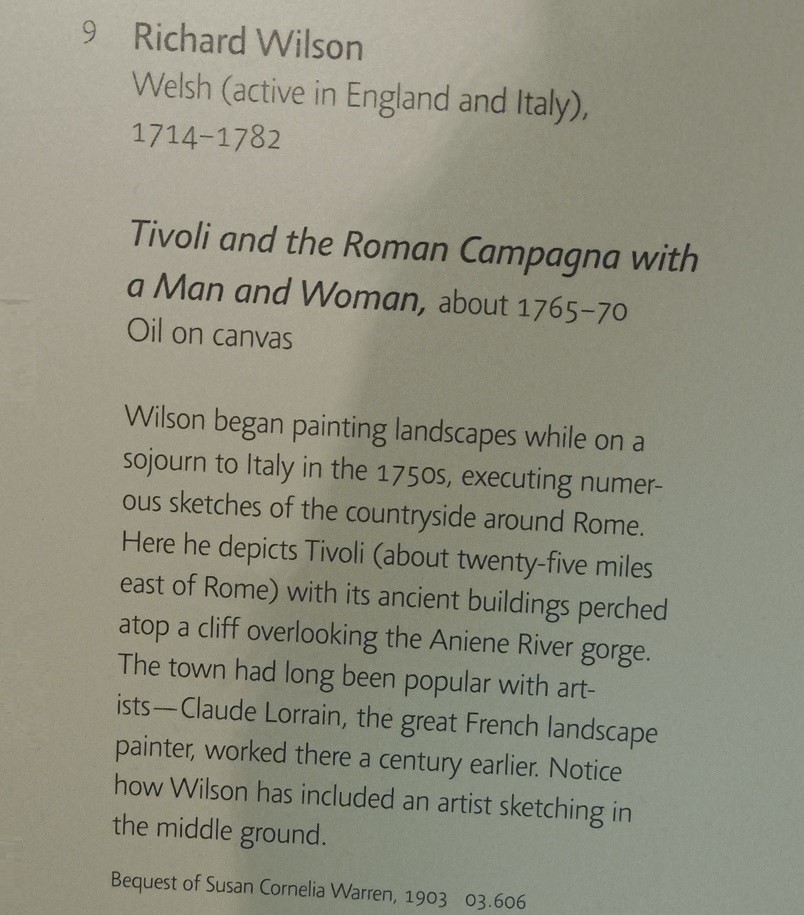 9 Richard Wilson
Welsh (active in England and Italy),
1714–1782
Tivoli and the Roman Campagna with
a Man and Woman, about 1765–70
Oil on canvas
Wilson began painting landscapes while on a
sojourn to Italy in the 1750s, executing numer-
ous sketches of the countryside around Rome.
Here he depicts Tivoli (about twenty-five miles
east of Rome) with its ancient buildings perched
atop a cliff overlooking the Aniene River gorge.
The town had long been popular with art-
ists—Claude Lorrain, the great French landscape
painter, worked there a century earlier. Notice
how Wilson has included an artist sketching in
the middle ground.
Bequest of Susan Cornelia Warren, 1903 03.606